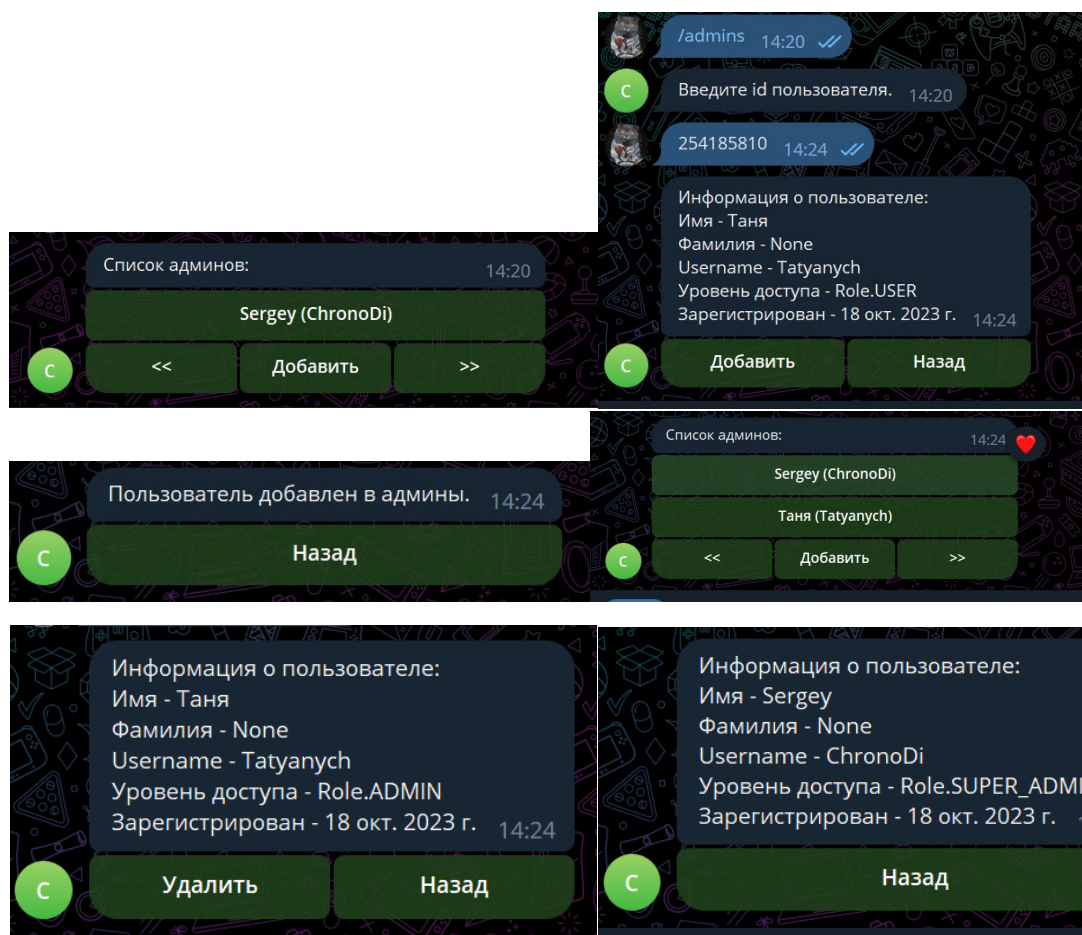 /admins 14:20
С
Введите id пользователя. 14:20
254185810 14:24
Информация о пользователе:
Имя - Таня
Фамилия - None
Username - Tatyanych
Уровень доступа - Role.USER
Зарегистрирован - 18 окт. 2023 г. 14:24
С
Добавить Назад
Список админов: 14:20
Sergey (ChronoDi)
С
<< Добавить >>
Пользователь добавлен в админы. 14:24
С
Назад
Список админов: 14:24
Sergey (ChronoDi)
Таня (Tatyanych)
С
<< Добавить >>
Информация о пользователе:
Имя - Таня
Фамилия - None
Username - Tatyanych
Уровень доступа - Role.ADMIN
Зарегистрирован - 18 окт. 2023 г. 14:24
С
Удалить Назад
Информация о пользователе:
Имя - Sergey
Фамилия - None
Username - ChronoDi
Уровень доступа - Role.SUPER_ADMI
Зарегистрирован - 18 окт. 2023 г.
С
Назад